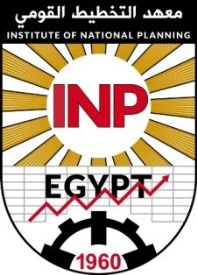 معهد التخطيط القومي
INSTITUTE OF NATIONAL PLANNING
INP
EGYPT
1960